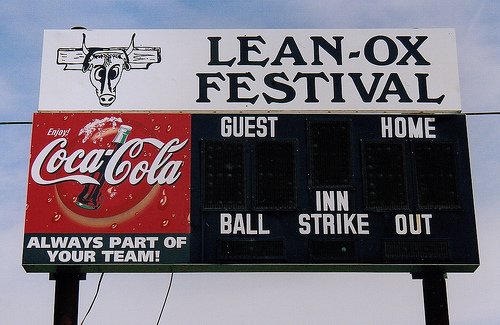 LEAN-OX
FESTIVAL
Enjoy!
Coca-Cola
ALWAYS PART OF
YOUR TEAM!
GUEST HOME
INN
BALL STRIKE OUT